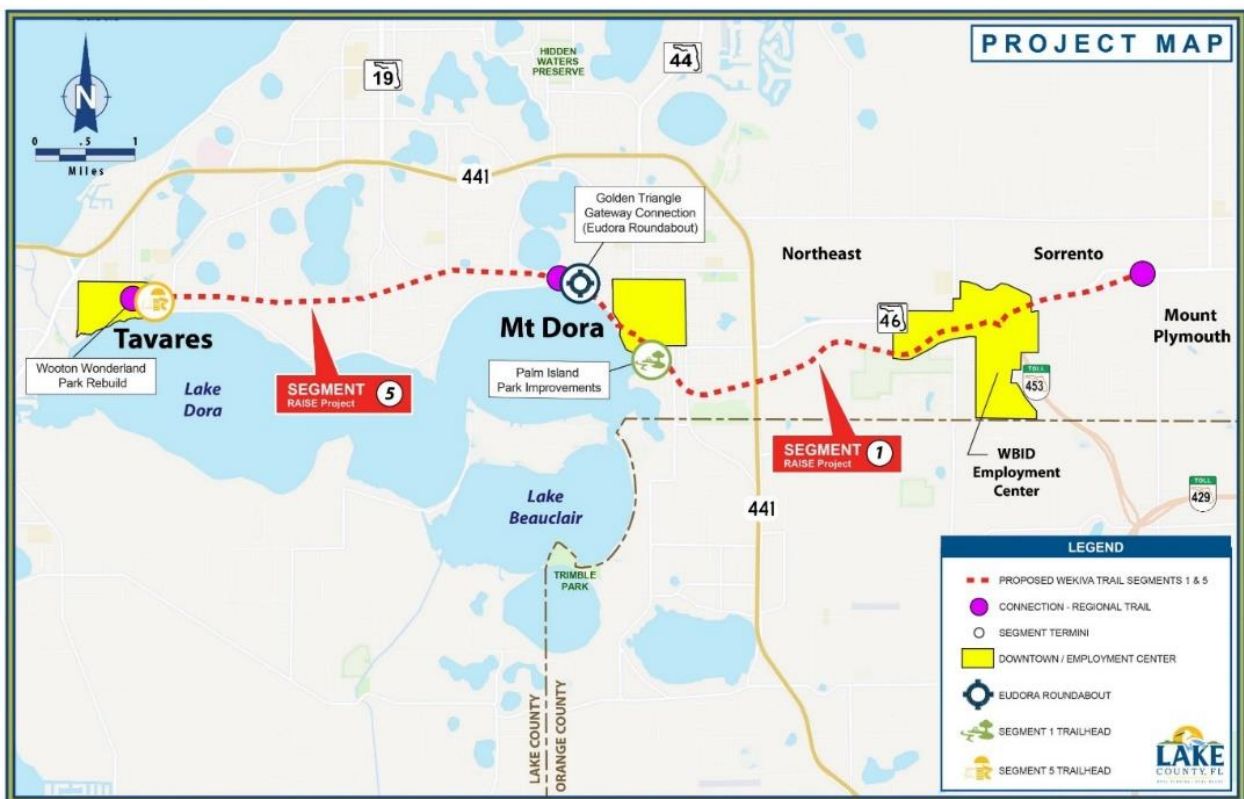 PROJECT MAP
N
0 .5 1
Miles
HIDDEN
WATERS
PRESERVE
19
44
441
Golden Triangle
Gateway Connection
(Eudora Roundabout)
Northeast
Sorrento
Mount
Plymouth
46
Tavares
Mt Dora
Wooton Wonderland
Park Rebuild
Palm Island
Park Improvements
Lake
Dora
SEGMENT 5
RAISE Project
SEGMENT 1
RAISE Project
TOLL
453
WBID
Employment
Center
TOLL
429
Lake
Beauclair
441
TRIMBLE
PARK
LAKE COUNTY
ORANGE COUNTY
LEGEND
PROPOSED WEKIVA TRAIL SEGMENTS 1 & 5
CONNECTION - REGIONAL TRAIL
SEGMENT TERMINI
DOWNTOWN / EMPLOYMENT CENTER
EUDORA ROUNDABOUT
SEGMENT 1 TRAILHEAD
SEGMENT 5 TRAILHEAD
LAKE
COUNTY, FL